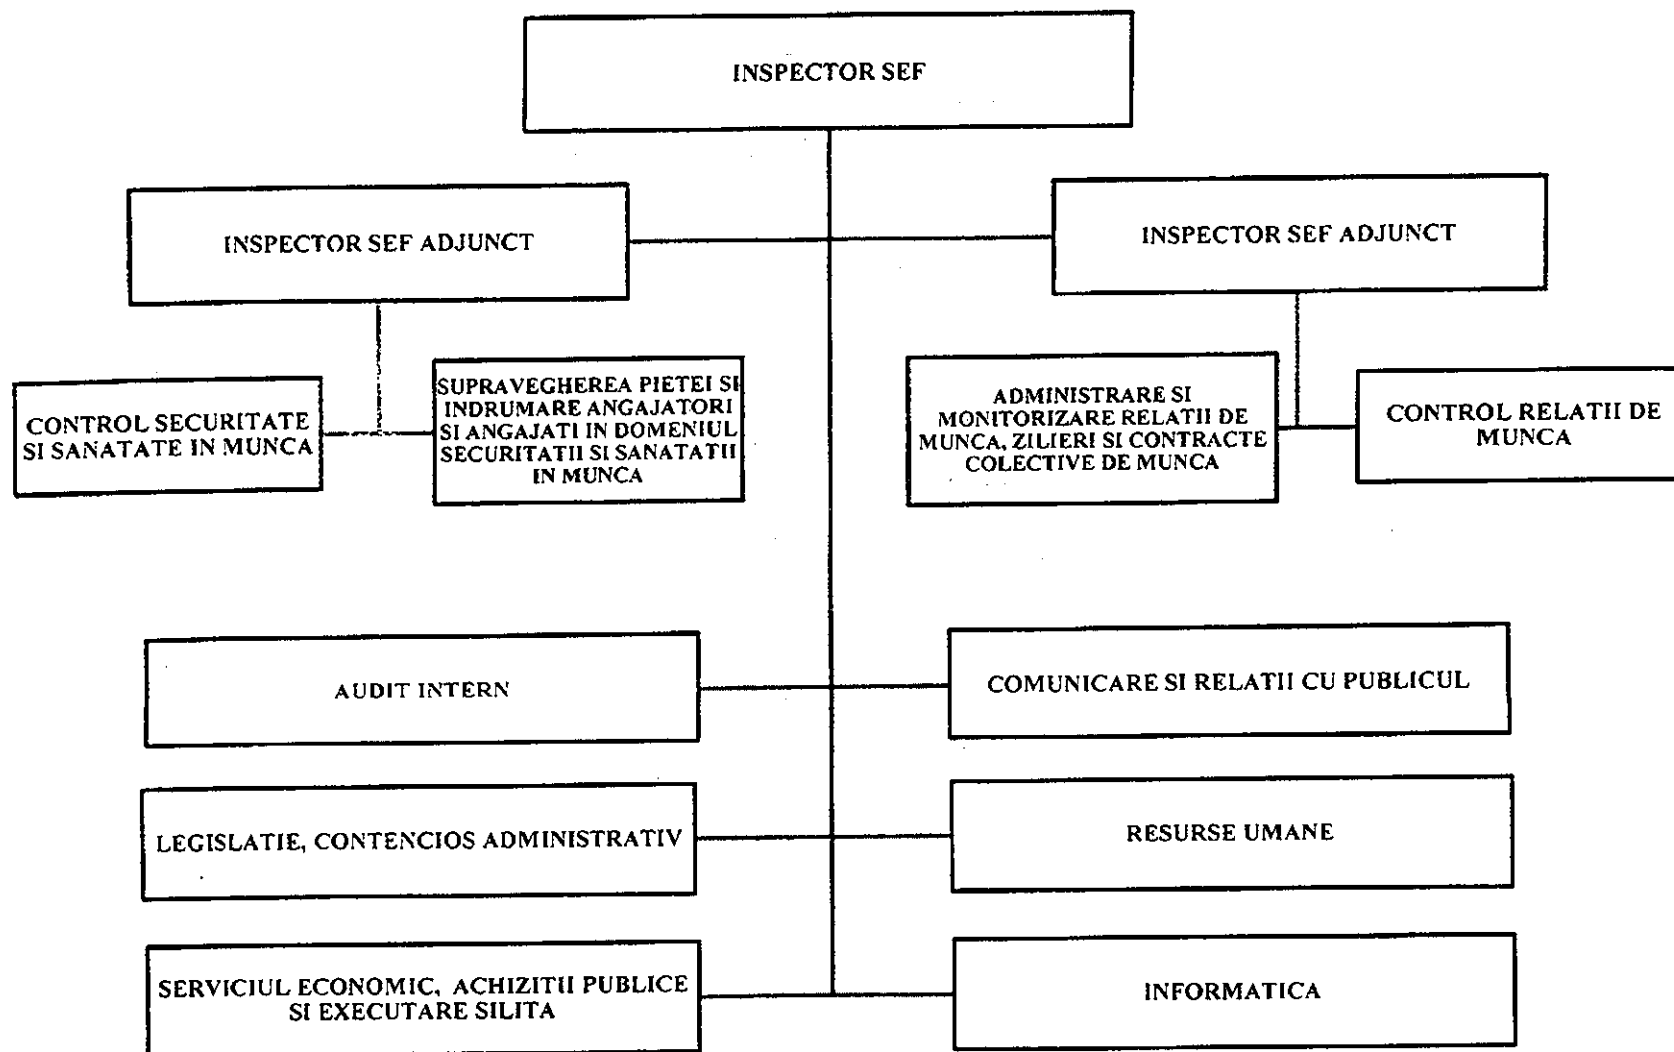 INSPECTOR SEF
INSPECTOR SEF ADJUNCT
INSPECTOR SEF ADJUNCT
CONTROL SECURITATE
SI SANATATE IN MUNCA
SUPRAVEGHEREA PIETEI SI
INDRUMARE ANGAJATORI
SI ANGAJATI IN DOMENIUL
SECURITATII SI SANATATII
IN MUNCA
ADMINISTRARE SI
MONITORIZARE RELATII DE
MUNCA, ZILIERI SI CONTRACTE
COLECTIVE DE MUNCA
CONTROL RELATII DE
MUNCA
AUDIT INTERN
COMUNICARE SI RELATII CU PUBLICUL
LEGISLATIE, CONTENCIOS ADMINISTRATIV
RESURSE UMANE
SERVICIUL ECONOMIC, ACHIZITII PUBLICE
SI EXECUTARE SILITA
INFORMATICA